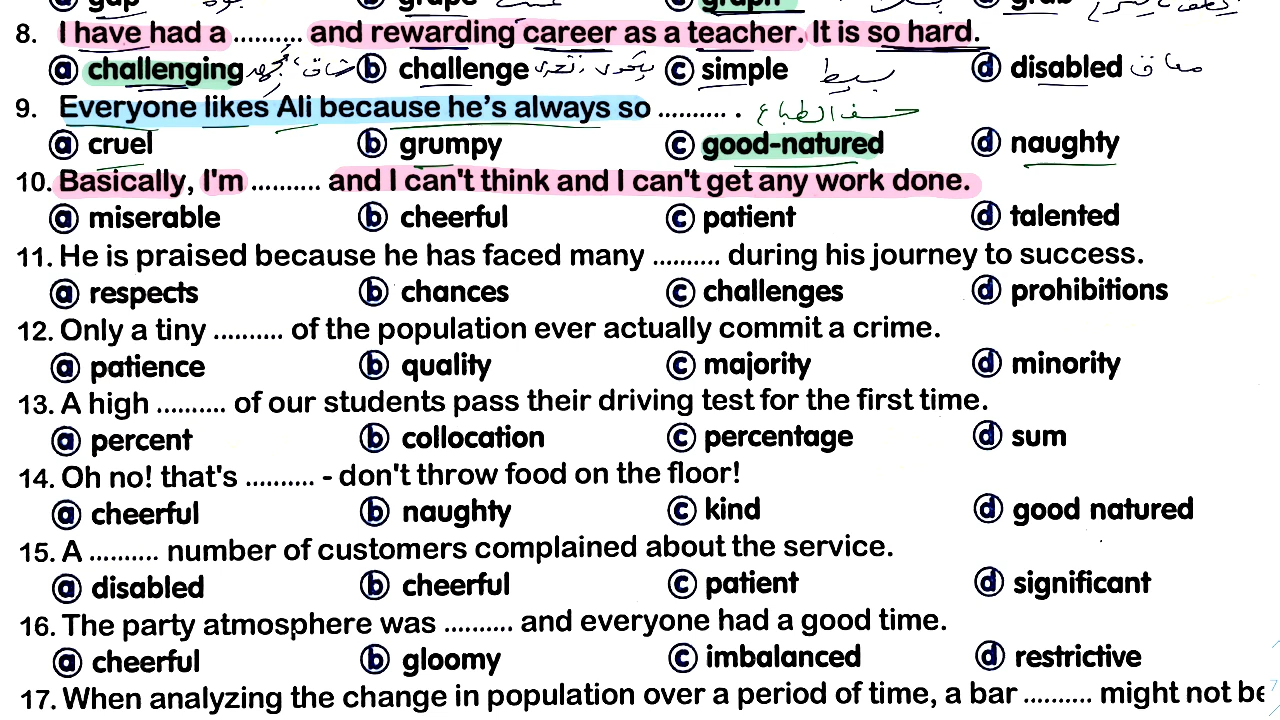 8. I have had a .......... and rewarding career as a teacher. It is so hard.
ⓐ challenging شاق، مُجهد ⓑ challenge يتحدى، تحدى ⓒ simple بسيط ⓓ disabled معاق
9. Everyone likes Ali because he's always so .......... . حسن الطباع
ⓐ cruel ⓑ grumpy ⓒ good-natured ⓓ naughty
10. Basically, I'm .......... and I can't think and I can't get any work done.
ⓐ miserable ⓑ cheerful ⓒ patient ⓓ talented
11. He is praised because he has faced many .......... during his journey to success.
ⓐ respects ⓑ chances ⓒ challenges ⓓ prohibitions
12. Only a tiny .......... of the population ever actually commit a crime.
ⓐ patience ⓑ quality ⓒ majority ⓓ minority
13. A high .......... of our students pass their driving test for the first time.
ⓐ percent ⓑ collocation ⓒ percentage ⓓ sum
14. Oh no! that's .......... - don't throw food on the floor!
ⓐ cheerful ⓑ naughty ⓒ kind ⓓ good natured
15. A .......... number of customers complained about the service.
ⓐ disabled ⓑ cheerful ⓒ patient ⓓ significant
16. The party atmosphere was .......... and everyone had a good time.
ⓐ cheerful ⓑ gloomy ⓒ imbalanced ⓓ restrictive
17. When analyzing the change in population over a period of time, a bar .......... might not be